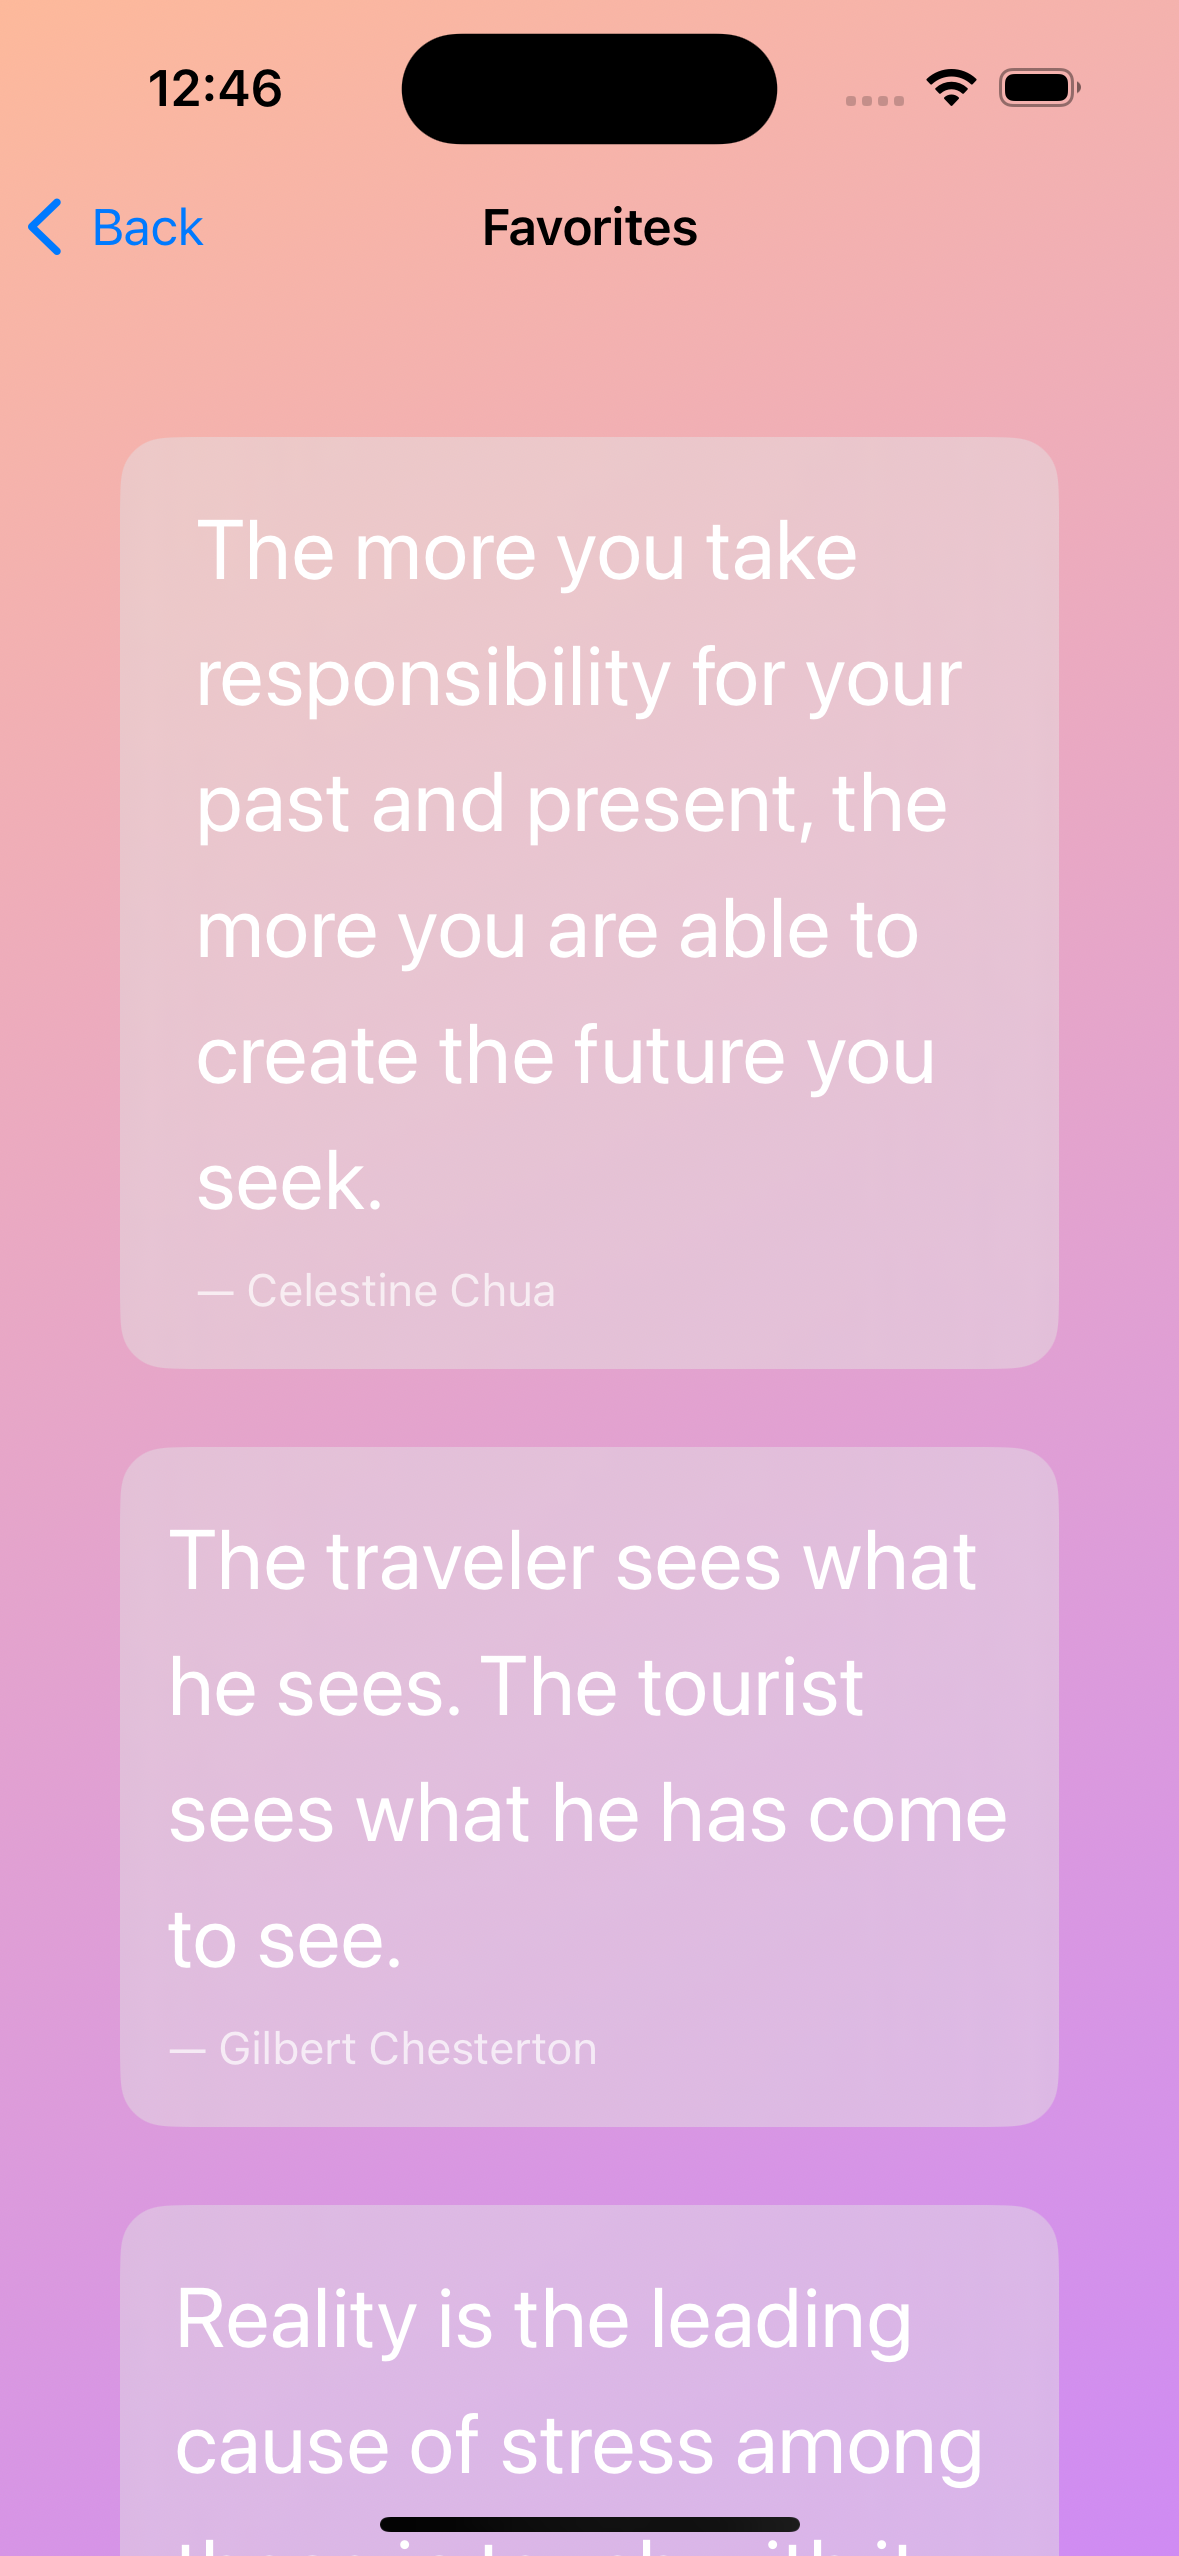 12:46
Back
Favorites
The more you take
responsibility for your
past and present, the
more you are able to
create the future you
seek.
— Celestine Chua
The traveler sees what
he sees. The tourist
sees what he has come
to see.
— Gilbert Chesterton
Reality is the leading
cause of stress among